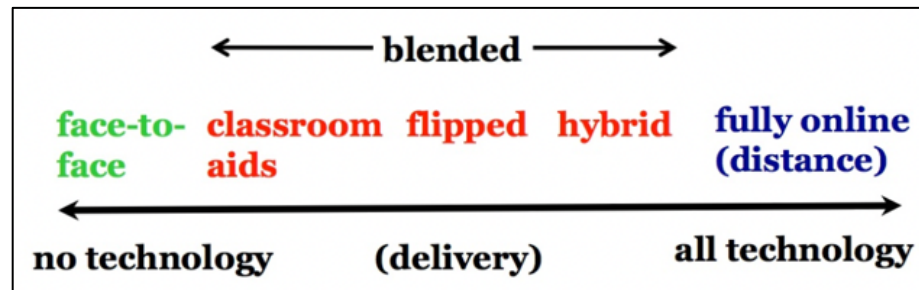 blended
face-to- classroom flipped hybrid fully online
face aids (distance)
no technology (delivery) all technology